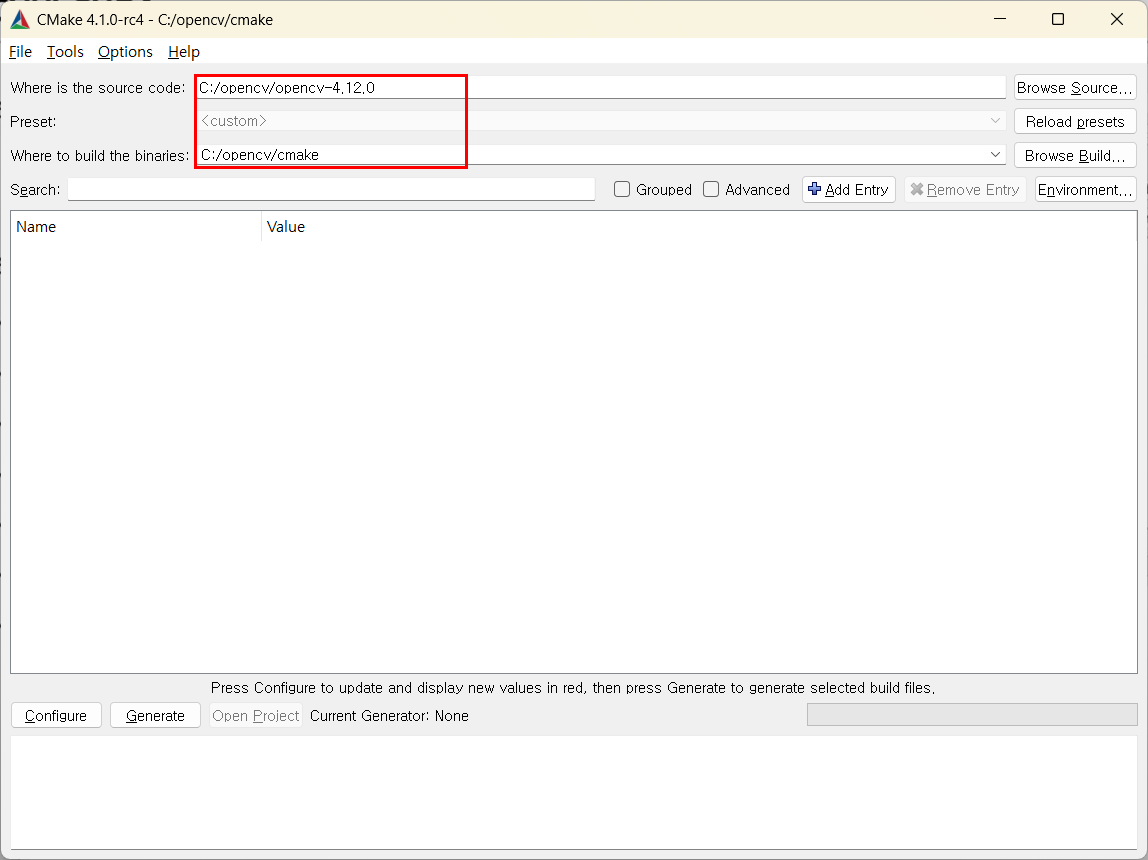 CMake 4.1.0-rc4 - C:/opencv/cmake
File Tools Options Help
Where is the source code: C:/opencv/opencv-4.12.0 Browse Source...
Preset: <custom> Reload presets
Where to build the binaries: C:/opencv/cmake Browse Build...
Search: Grouped Advanced Add Entry Remove Entry Environment...
Name Value
Press Configure to update and display new values in red, then press Generate to generate selected build files.
Configure Generate Open Project Current Generator: None